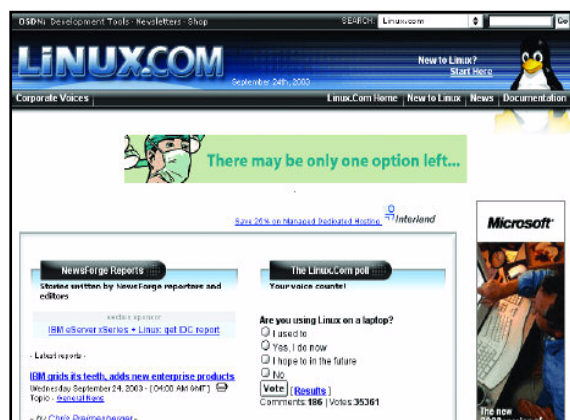 OSDN: Development Tools - Newsletters - Shop
SEARCH: Linux.com
Go
LiNUX.COM
September 24th, 2003
New to Linux?
Start Here
Corporate Voices
Linux.Com Home | New to Linux | News | Documentation
There may be only one option left...
Save 26% on Managed Dedicated Hosting
Interland
Microsoft
NewsForge Reports
Stories written by NewsForge reporters and editors
section sponsor
IBM eServer xSeries + Linux: get IDC report
- Latest reports -
IBM grids its teeth, adds new enterprise products
Wednesday September 24, 2003 - [04:00 AM GMT]
Topic - General News
- by Chris Preimesberger -
The Linux.Com poll
Your voice counts!
Are you using Linux on a laptop?
I used to
Yes, I do now
I hope to in the future
No
Vote [ Results ]
Comments: 186 | Votes: 35361
The new